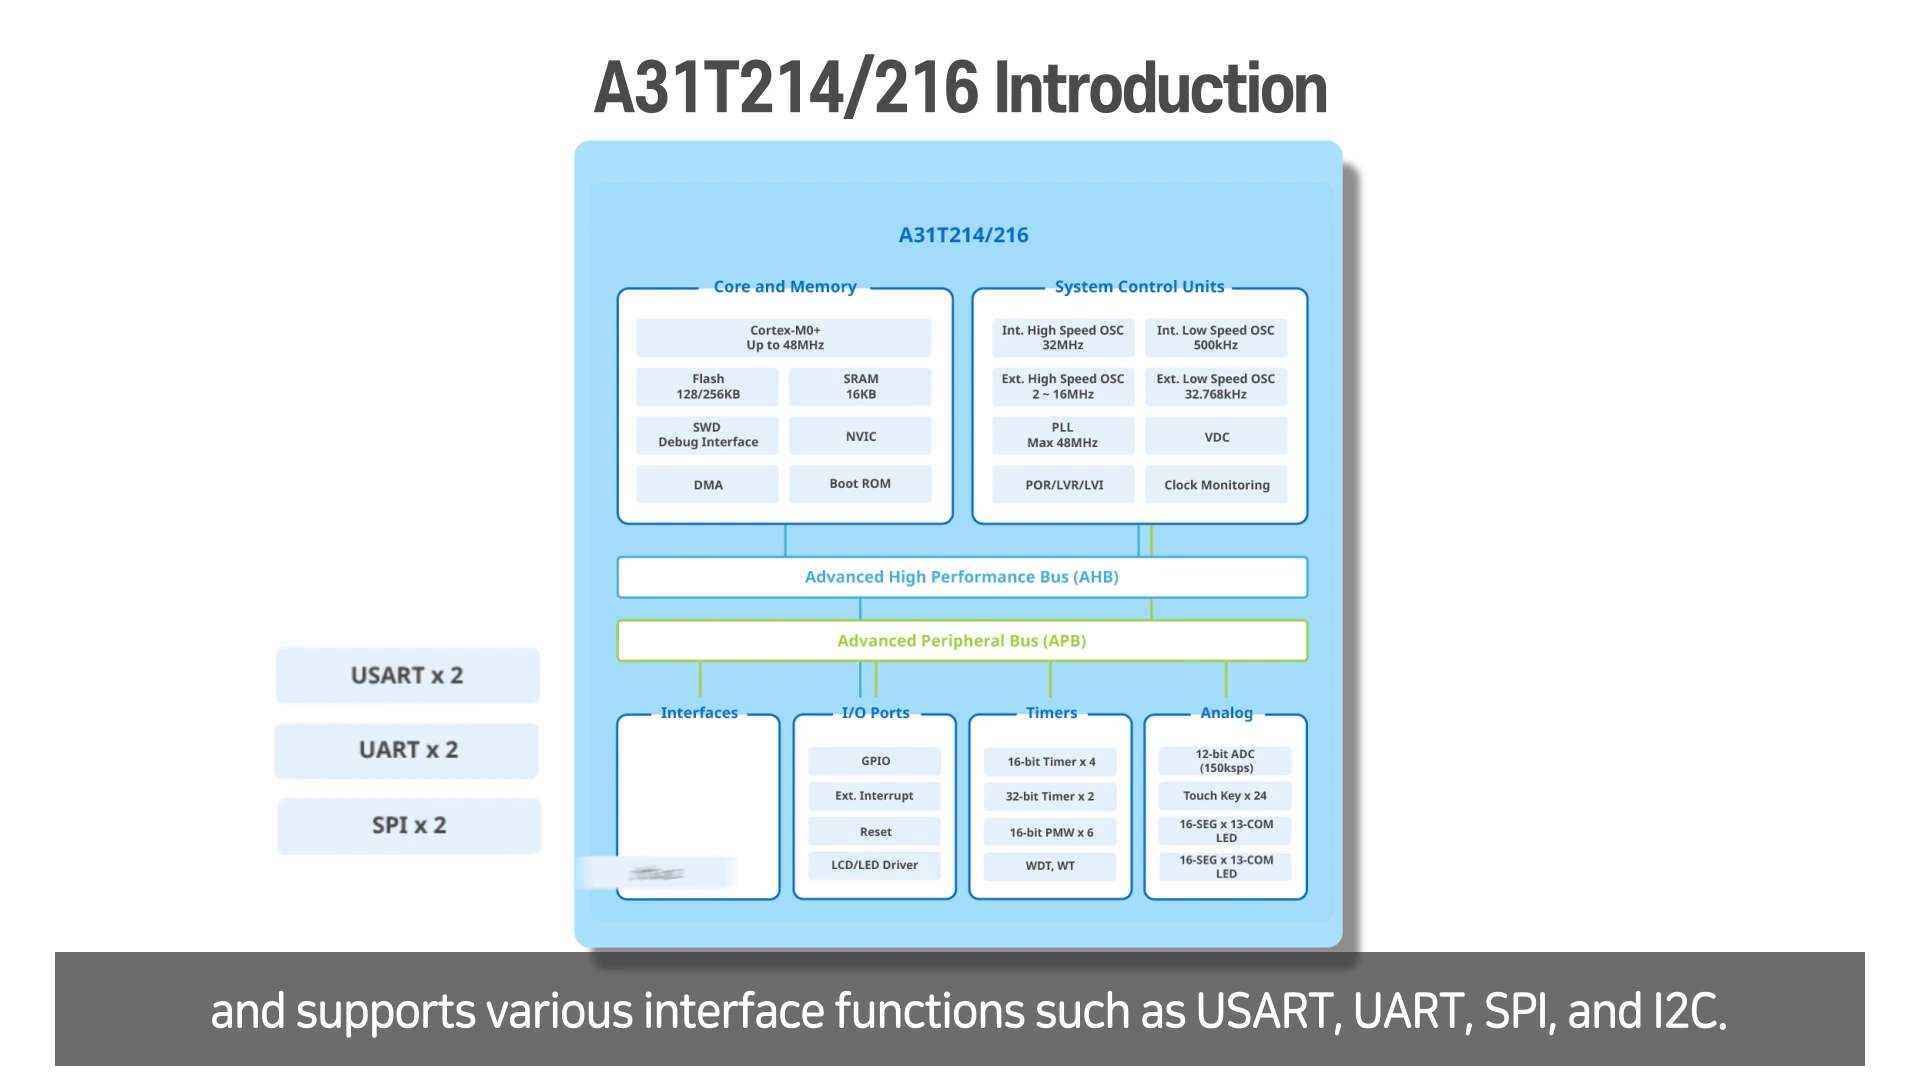 A31T214/216 Introduction
A31T214/216
Core and Memory
Cortex-M0+
Up to 48MHz
Flash
128/256KB
SRAM
16KB
SWD
Debug Interface
NVIC
DMA
Boot ROM
System Control Units
Int. High Speed OSC
32MHz
Int. Low Speed OSC
500kHz
Ext. High Speed OSC
2 ~ 16MHz
Ext. Low Speed OSC
32.768kHz
PLL
Max 48MHz
VDC
POR/LVR/LVI
Clock Monitoring
Advanced High Performance Bus (AHB)
Advanced Peripheral Bus (APB)
USART x 2
UART x 2
SPI x 2
Interfaces
I/O Ports
GPIO
Ext. Interrupt
Reset
LCD/LED Driver
Timers
16-bit Timer x 4
32-bit Timer x 2
16-bit PMW x 6
WDT, WT
Analog
12-bit ADC
(150ksps)
Touch Key x 24
16-SEG x 13-COM
LED
16-SEG x 13-COM
LED
and supports various interface functions such as USART, UART, SPI, and I2C.